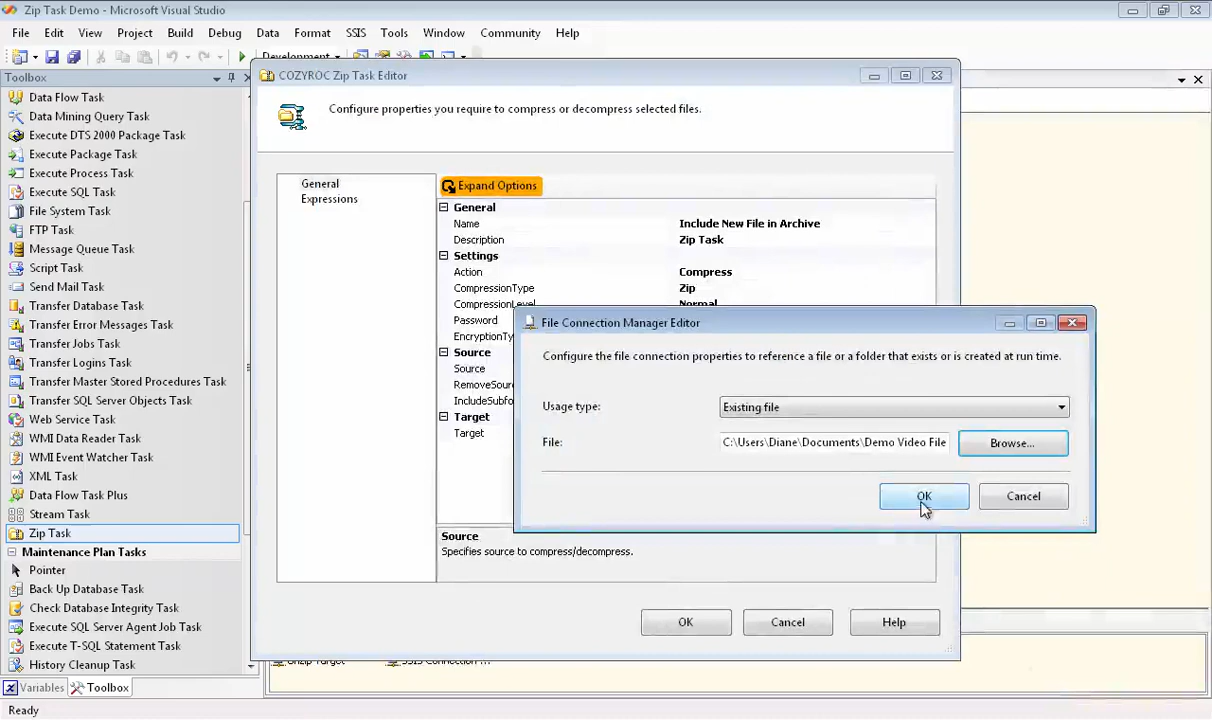 Zip Task Demo - Microsoft Visual Studio
File Edit View Project Build Debug Data Format SSIS Tools Window Community Help
Development
Toolbox
Data Flow Task
Data Mining Query Task
Execute DTS 2000 Package Task
Execute Package Task
Execute Process Task
Execute SQL Task
File System Task
FTP Task
Message Queue Task
Script Task
Send Mail Task
Transfer Database Task
Transfer Error Messages Task
Transfer Jobs Task
Transfer Logins Task
Transfer Master Stored Procedures Task
Transfer SQL Server Objects Task
Web Service Task
WMI Data Reader Task
WMI Event Watcher Task
XML Task
Data Flow Task Plus
Stream Task
Zip Task
Maintenance Plan Tasks
Pointer
Back Up Database Task
Check Database Integrity Task
Execute SQL Server Agent Job Task
Execute T-SQL Statement Task
History Cleanup Task
Variables Toolbox
Ready
COZYROC Zip Task Editor
Configure properties you require to compress or decompress selected files.
General
Expressions
Expand Options
General
Name Include New File in Archive
Description Zip Task
Settings
Action Compress
CompressionType Zip
CompressionLevel Normal
Password
EncryptionTy
Source
Source
RemoveSour
IncludeSubfo
Target
Target
Source
Specifies source to compress/decompress.
OK Cancel Help
File Connection Manager Editor
Configure the file connection properties to reference a file or a folder that exists or is created at run time.
Usage type: Existing file
File: C:\Users\Diane\Documents\Demo Video File Browse...
OK Cancel
Unzip Target SSIS Connection ...